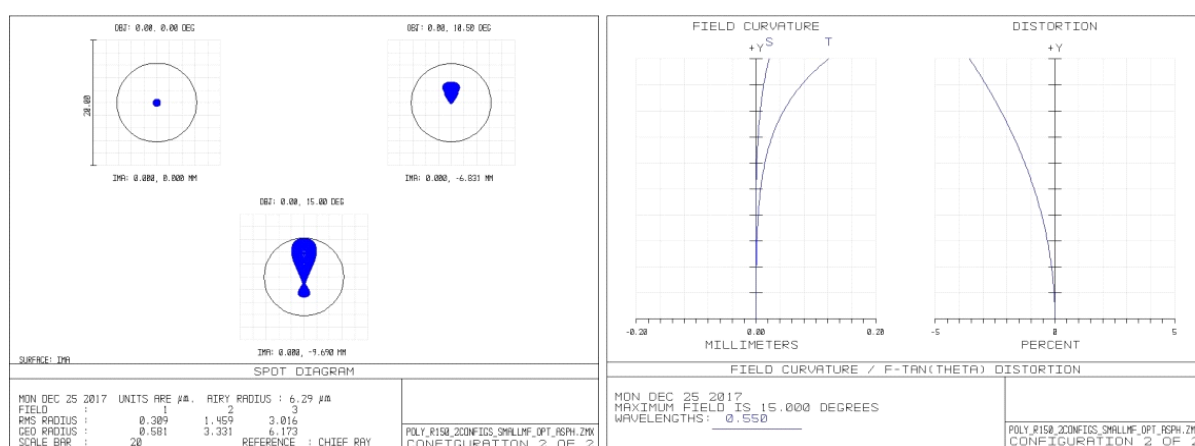 OBJ: 0.00, 0.00 DEG
OBJ: 0.00, 10.50 DEG
20.00
IMA: 0.000, 0.000 MM
IMA: 0.000, -6.831 MM
OBJ: 0.00, 15.00 DEG
IMA: 0.000, -9.690 MM
SURFACE: IMA
SPOT DIAGRAM
MON DEC 25 2017 UNITS ARE µm. AIRY RADIUS : 6.29 µm
FIELD : 1 2 3
RMS RADIUS : 0.309 1.459 3.016
GEO RADIUS : 0.581 3.331 6.173
SCALE BAR : 20 REFERENCE : CHIEF RAY
POLY_R150_2CONFIGS_SMALLMF_OPT_ASPH.ZMX
CONFIGURATION 2 OF 2
FIELD CURVATURE
+Y
S
T
-0.20 0.00 0.20
MILLIMETERS
DISTORTION
+Y
-5 0 5
PERCENT
FIELD CURVATURE / F-TAN(THETA) DISTORTION
MON DEC 25 2017
MAXIMUM FIELD IS 15.000 DEGREES
WAVELENGTHS: 0.550
POLY_R150_2CONFIGS_SMALLMF_OPT_ASPH.ZM
CONFIGURATION 2 OF